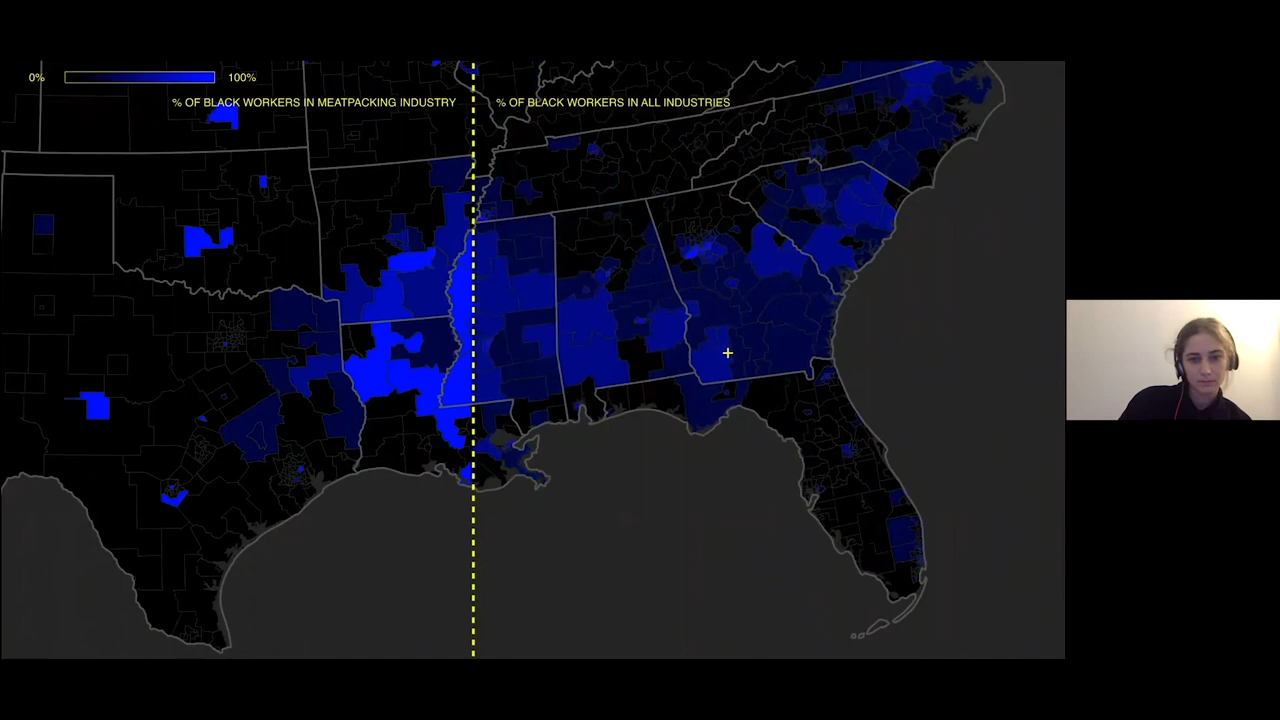 0% 100%
% OF BLACK WORKERS IN MEATPACKING INDUSTRY
% OF BLACK WORKERS IN ALL INDUSTRIES